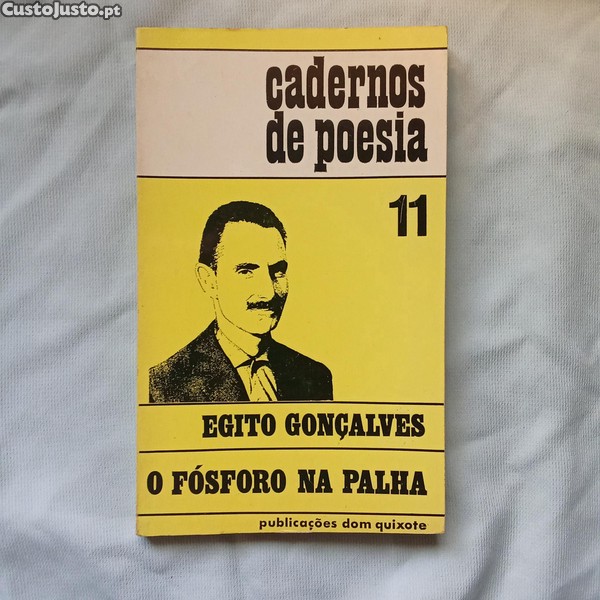 CustoJusto.pt
cadernos
de poesia
11
EGITO GONÇALVES
O FÓSFORO NA PALHA
publicações dom quixote